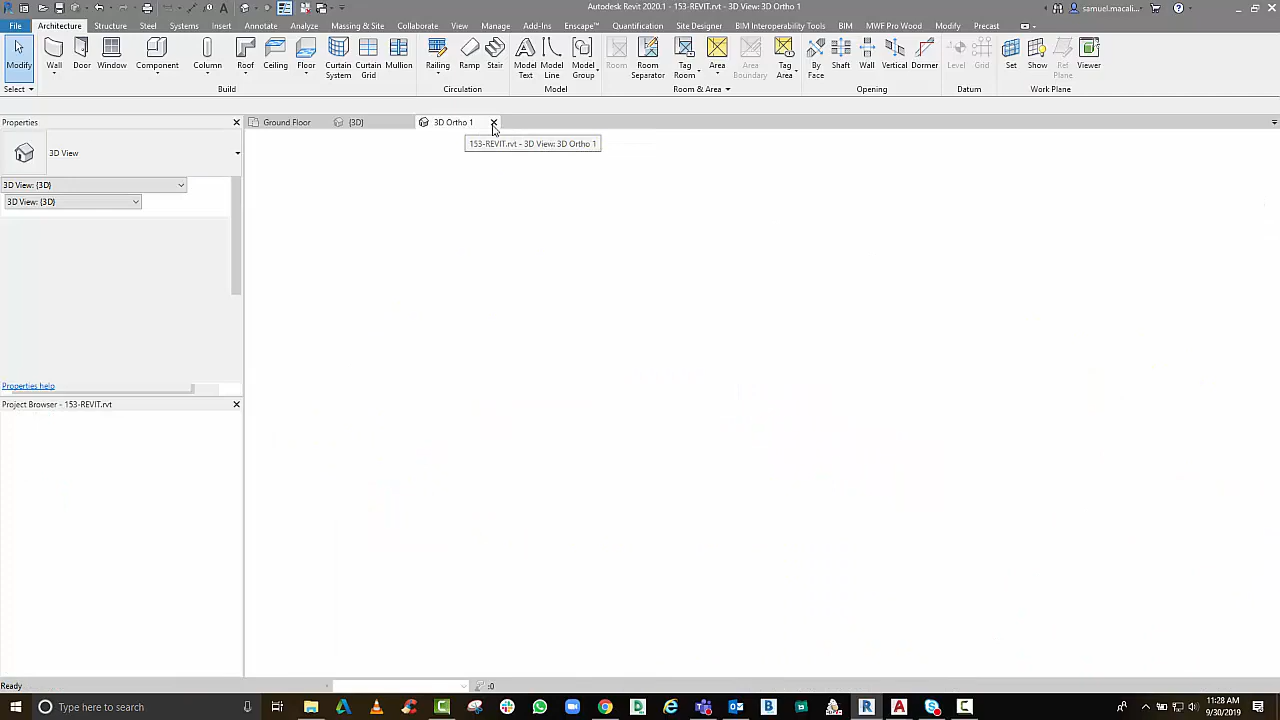 Autodesk Revit 2020.1 - 153-REVIT.rvt - 3D View: 3D Ortho 1
samuel.macali...
File Architecture Structure Steel Systems Insert Annotate Analyze Massing & Site Collaborate View Manage Add-Ins Enscape™ Quantification Site Designer BIM Interoperability Tools BIM MWF Pro Wood Modify Precast
Modify Wall Door Window Component Column Roof Ceiling Floor Curtain System Curtain Grid Mullion Railing Ramp Stair Model Text Model Line Model Group Room Room Separator Tag Room Area Area Boundary Tag Area By Face Shaft Wall Vertical Dormer Level Grid Set Show Ref Plane Viewer
Select Build Circulation Model Room & Area Opening Datum Work Plane
Properties
Ground Floor {3D} 3D Ortho 1
153-REVIT.rvt - 3D View: 3D Ortho 1
3D View
3D View: {3D}
3D View: {3D}
Properties help
Project Browser - 153-REVIT.rvt
Ready
:0
Type here to search
11:28 AM
9/30/2019